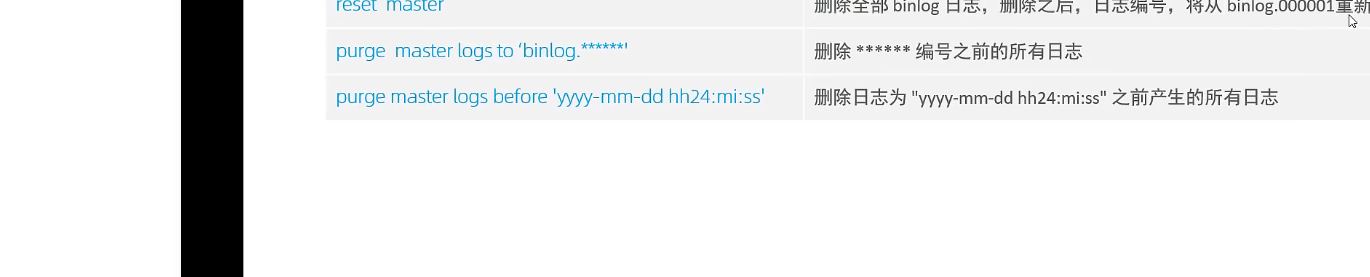 reset master
删除全部 binlog 日志，删除之后，日志编号，将从 binlog.000001重新
purge master logs to ‘binlog.******'
删除 ****** 编号之前的所有日志
purge master logs before 'yyyy-mm-dd hh24:mi:ss'
删除日志为 "yyyy-mm-dd hh24:mi:ss" 之前产生的所有日志